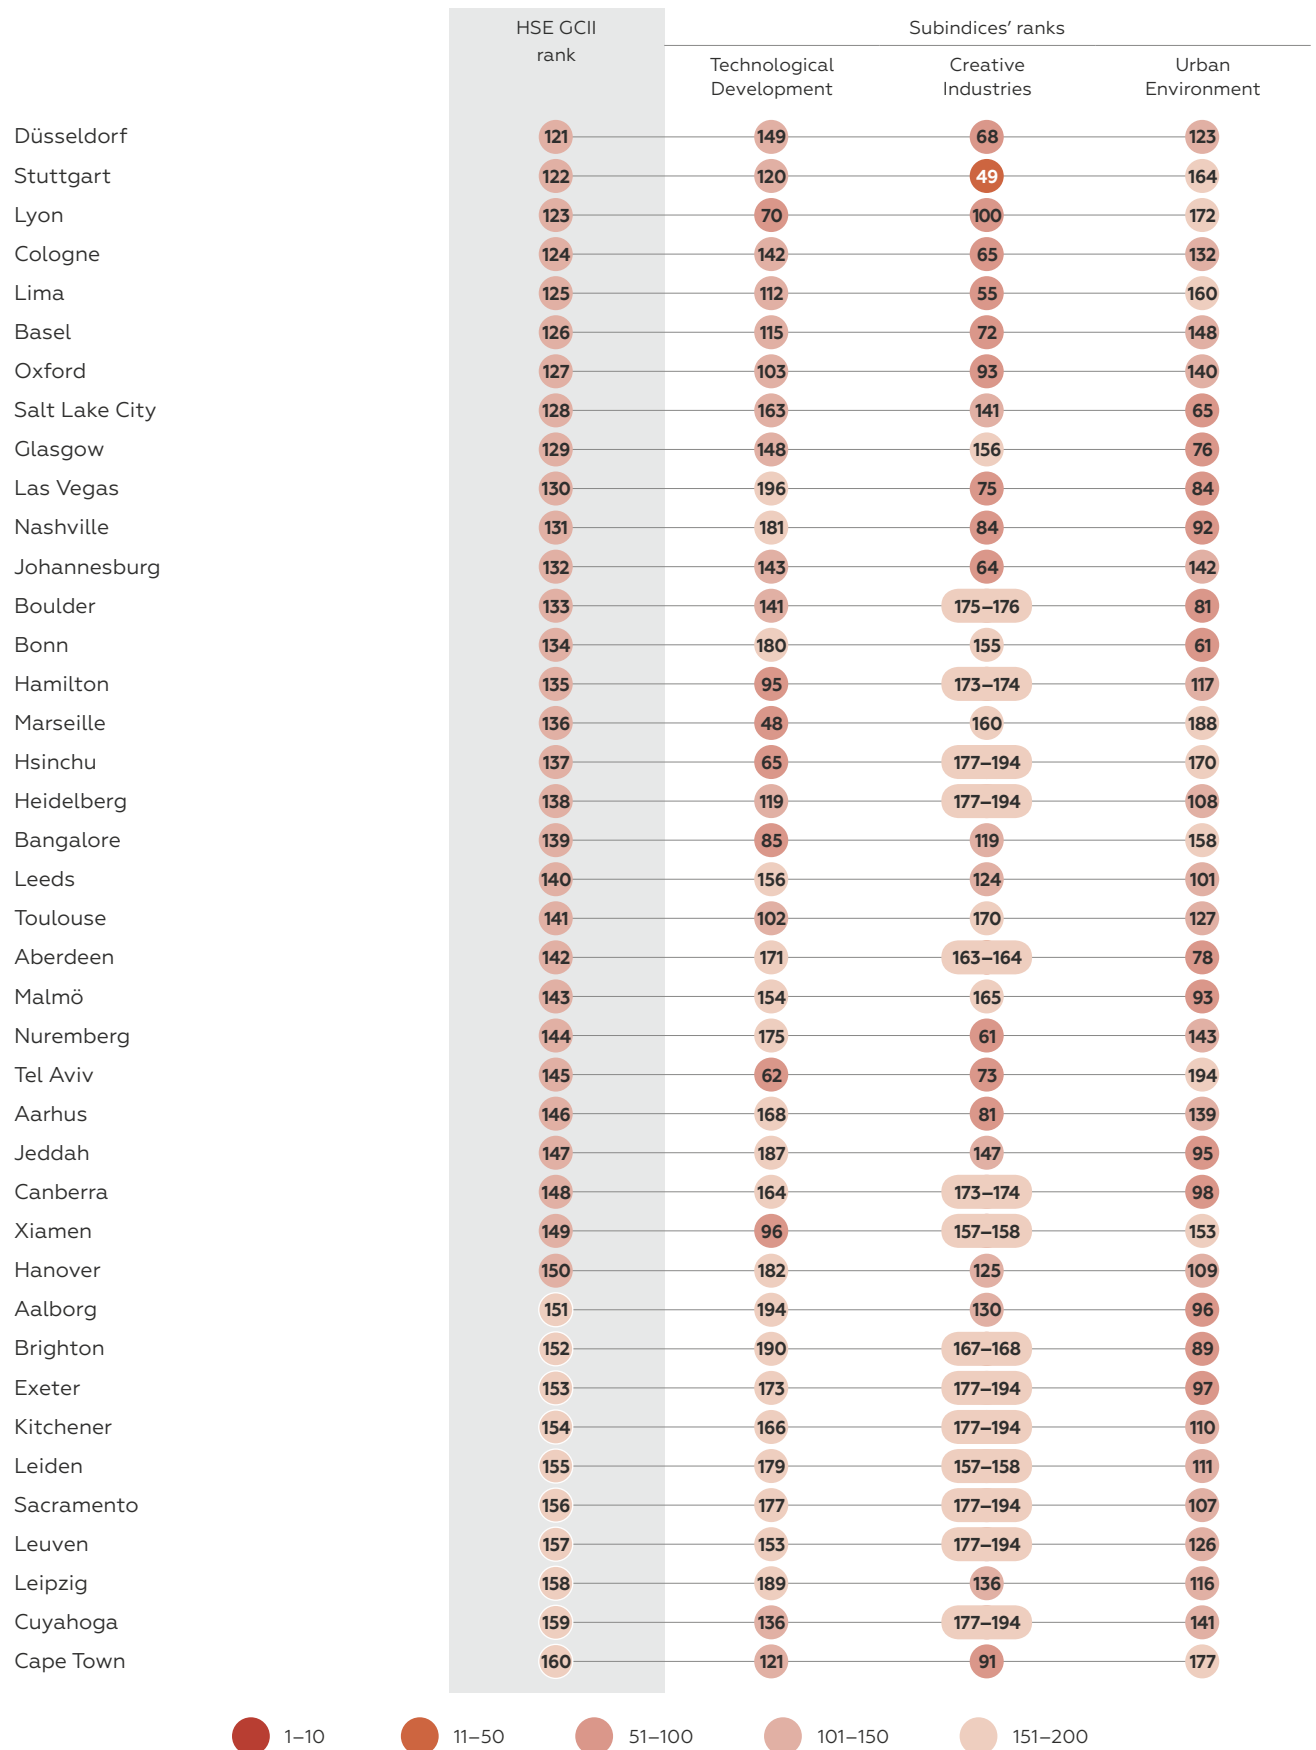 HSE GCII
rank
Subindices’ ranks
Technological
Development
Creative
Industries
Urban
Environment
Düsseldorf 121 149 68 123
Stuttgart 122 120 49 164
Lyon 123 70 100 172
Cologne 124 142 65 132
Lima 125 112 55 160
Basel 126 115 72 148
Oxford 127 103 93 140
Salt Lake City 128 163 141 65
Glasgow 129 148 156 76
Las Vegas 130 196 75 84
Nashville 131 181 84 92
Johannesburg 132 143 64 142
Boulder 133 141 175–176 81
Bonn 134 180 155 61
Hamilton 135 95 173–174 117
Marseille 136 48 160 188
Hsinchu 137 65 177–194 170
Heidelberg 138 119 177–194 108
Bangalore 139 85 119 158
Leeds 140 156 124 101
Toulouse 141 102 170 127
Aberdeen 142 171 163–164 78
Malmö 143 154 165 93
Nuremberg 144 175 61 143
Tel Aviv 145 62 73 194
Aarhus 146 168 81 139
Jeddah 147 187 147 95
Canberra 148 164 173–174 98
Xiamen 149 96 157–158 153
Hanover 150 182 125 109
Aalborg 151 194 130 96
Brighton 152 190 167–168 89
Exeter 153 173 177–194 97
Kitchener 154 166 177–194 110
Leiden 155 179 157–158 111
Sacramento 156 177 177–194 107
Leuven 157 153 177–194 126
Leipzig 158 189 136 116
Cuyahoga 159 136 177–194 141
Cape Town 160 121 91 177
1–10 11–50 51–100 101–150 151–200